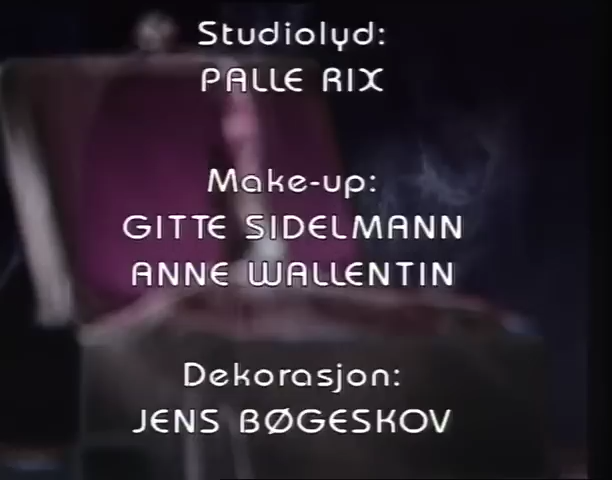 Studiolyd:
PALLE RIX
Make-up:
GITTE SIDELMANN
ANNE WALLENTIN
Dekorasjon:
JENS BØGESKOV